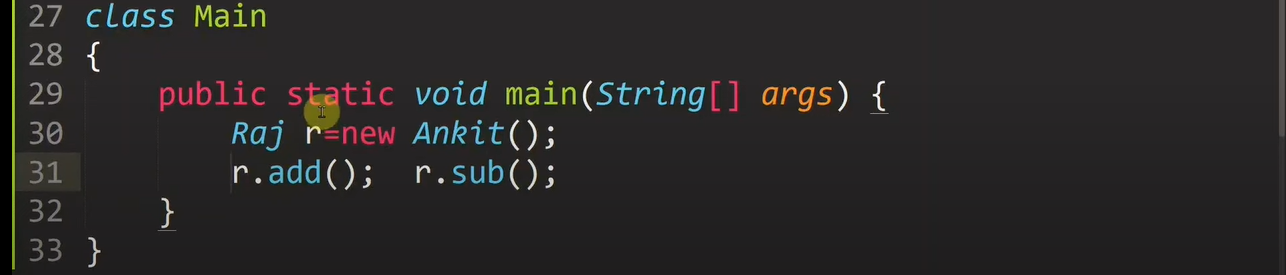 27 class Main
28 {
29 public static void main(String[] args) {
30 Raj r=new Ankit();
31 r.add(); r.sub();
32 }
33 }